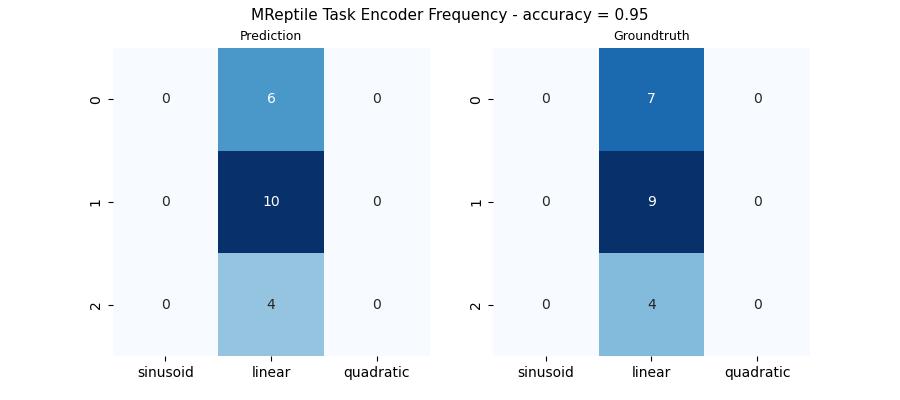 MReptile Task Encoder Frequency - accuracy = 0.95
Prediction Groundtruth
0 0 6 0 0 0 7 0
1 0 10 0 1 0 9 0
2 0 4 0 2 0 4 0
sinusoid linear quadratic sinusoid linear quadratic